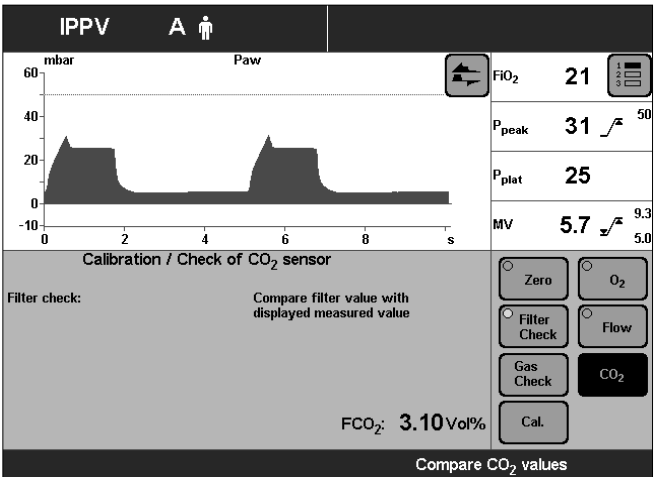 IPPV A
mbar Paw
60
40
20
0
-10
0 2 4 6 8 s
FiO2 21
1
2
3
Ppeak 31 50
Pplat 25
MV 5.7 9.3
5.0
Calibration / Check of CO2 sensor
Filter check:
Compare filter value with
displayed measured value
FCO2: 3.10 Vol%
Zero
O2
Filter
Check
Flow
Gas
Check
CO2
Cal.
Compare CO2 values